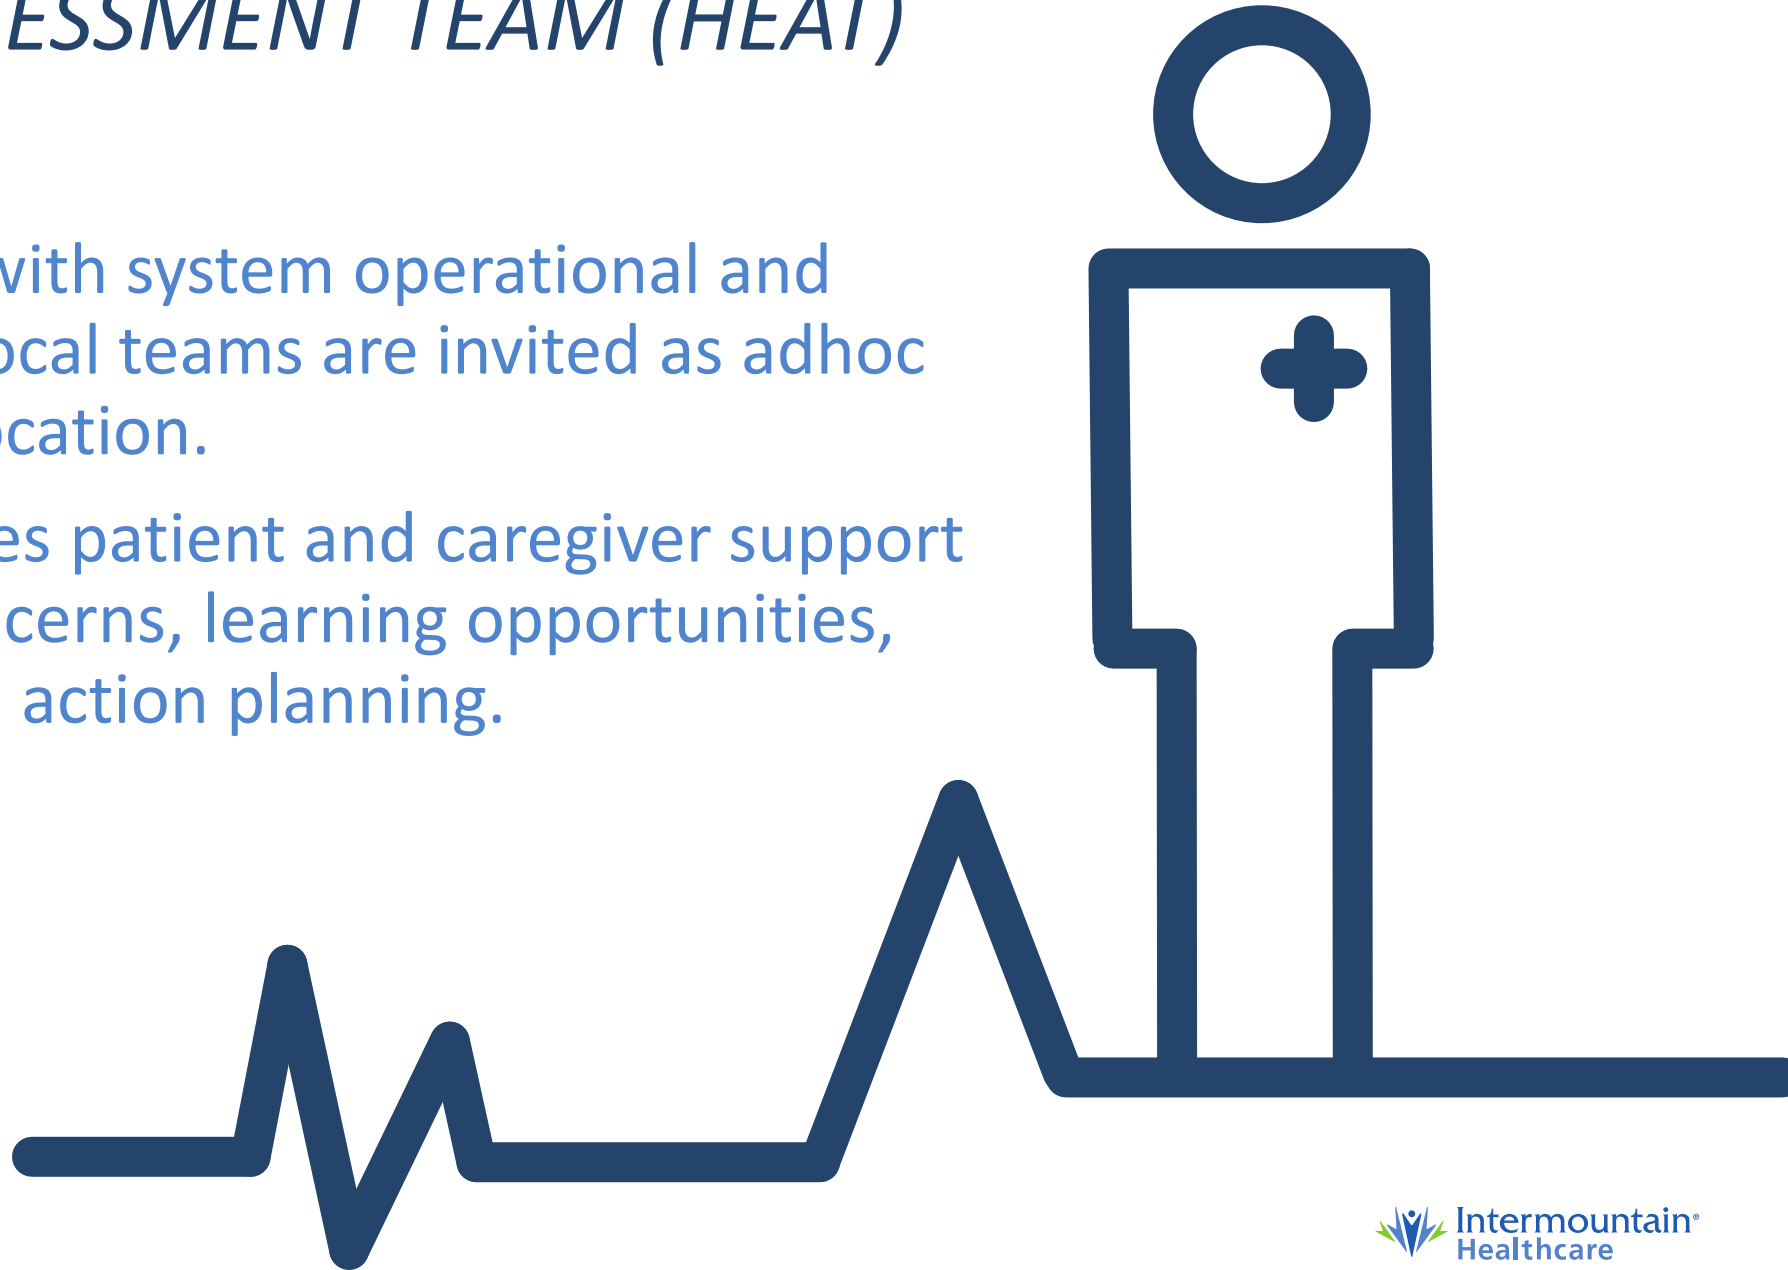 ESSMENT TEAM (HEAT)
with system operational and
ocal teams are invited as adhoc
ocation.
es patient and caregiver support
cerns, learning opportunities,
action planning.
Intermountain®
Healthcare